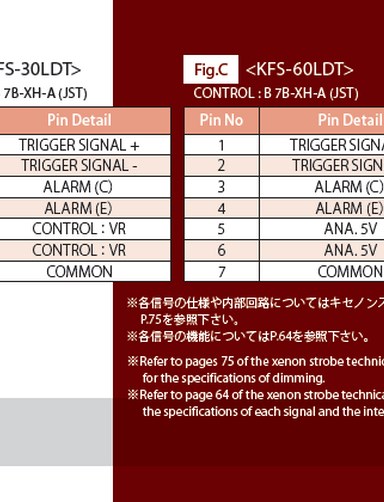 FS-30LDT>
7B-XH-A (JST)
Pin Detail
TRIGGER SIGNAL +
TRIGGER SIGNAL -
ALARM (C)
ALARM (E)
CONTROL : VR
CONTROL : VR
COMMON
Fig.C <KFS-60LDT>
CONTROL : B 7B-XH-A (JST)
Pin No Pin Detail
1 TRIGGER SIGNA
2 TRIGGER SIGN
3 ALARM (C)
4 ALARM (E)
5 ANA. 5V
6 ANA. 5V
7 COMMON
※各信号の仕様や内部回路についてはキセノンス
P.75を参照下さい。
※各信号の機能についてはP.64を参照下さい。
※Refer to pages 75 of the xenon strobe technic
for the specifications of dimming.
※Refer to page 64 of the xenon strobe technica
the specifications of each signal and the inte